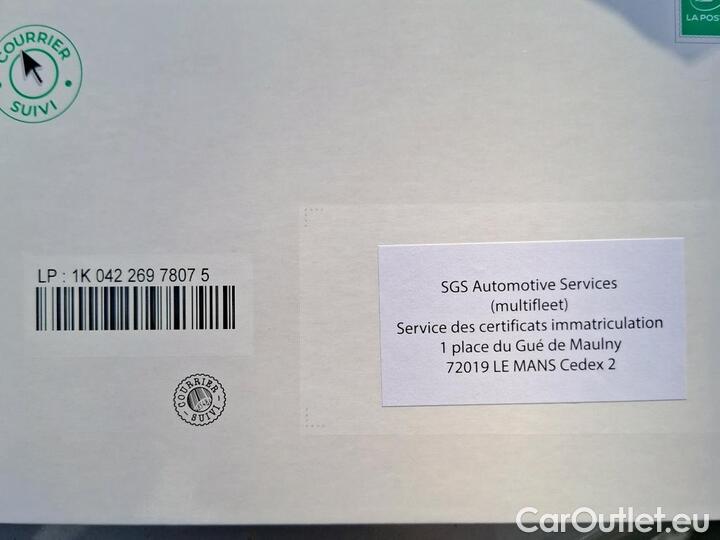 COURRIER
SUIVI
LA POST
LP : 1K 042 269 7807 5
COURRIER
SUIVI
SGS Automotive Services
(multifleet)
Service des certificats immatriculation
1 place du Gué de Maulny
72019 LE MANS Cedex 2
CarOutlet.eu